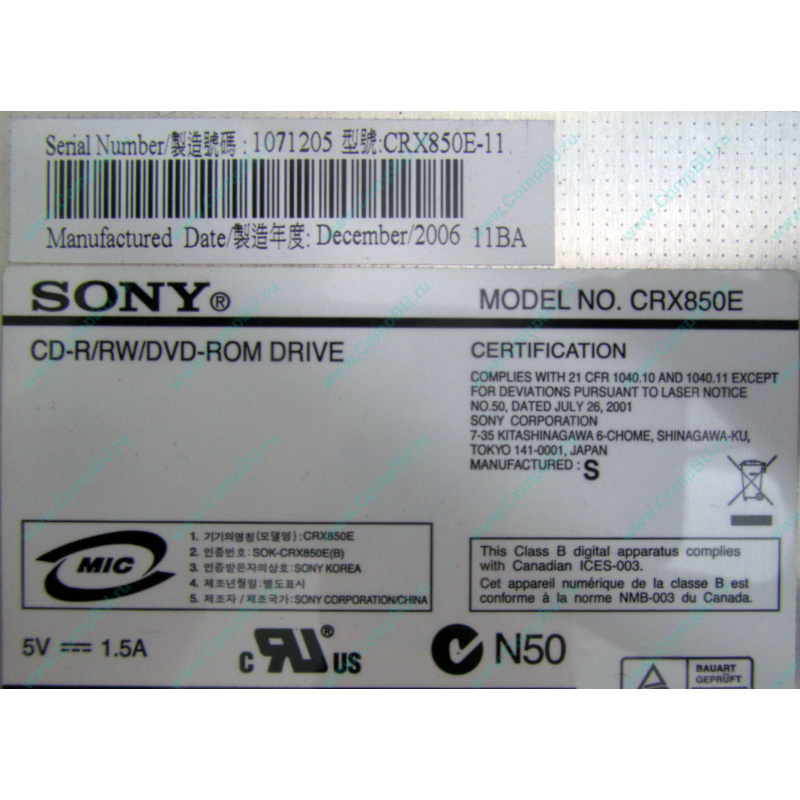 Serial Number/製造號碼:1071205 型號:CRX850E-11
Manufactured Date/製造年度: December/2006 11BA
SONY®
MODEL NO. CRX850E
CD-R/RW/DVD-ROM DRIVE
CERTIFICATION
COMPLIES WITH 21 CFR 1040.10 AND 1040.11 EXCEPT
FOR DEVIATIONS PURSUANT TO LASER NOTICE
NO.50, DATED JULY 26, 2001
SONY CORPORATION
7-35 KITASHINAGAWA 6-CHOME, SHINAGAWA-KU,
TOKYO 141-0001, JAPAN
MANUFACTURED : S
MIC
1. 기기의명칭(모델명) :CRX850E
2. 인증번호: SOK-CRX850E(B)
3. 인증받은자의상호: SONY KOREA
4. 제조년월일: 별도표시
5. 제조자 / 제조국가: SONY CORPORATION/CHINA
This Class B digital apparatus complies
with Canadian ICES-003.
Cet appareil numérique de la classe B est
conforme à la norme NMB-003 du Canada.
5V 1.5A
c RU® US
N50
BAUART
GEPRÜFT
www.CompBU.ru